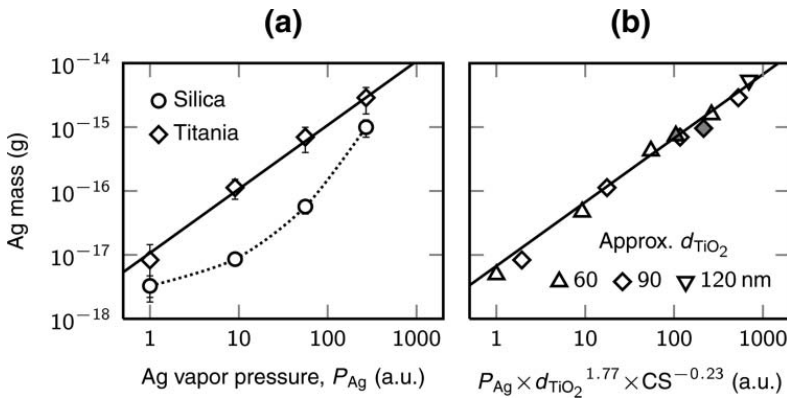 (a)
(b)
Ag mass (g)
10⁻¹⁴
10⁻¹⁵
10⁻¹⁶
10⁻¹⁷
10⁻¹⁸
Silica
Titania
1 10 100 1000
Ag vapor pressure, P_Ag (a.u.)
Approx. d_TiO₂
60 90 120 nm
1 10 100 1000
P_Ag × d_TiO₂^1.77 × CS^−0.23 (a.u.)